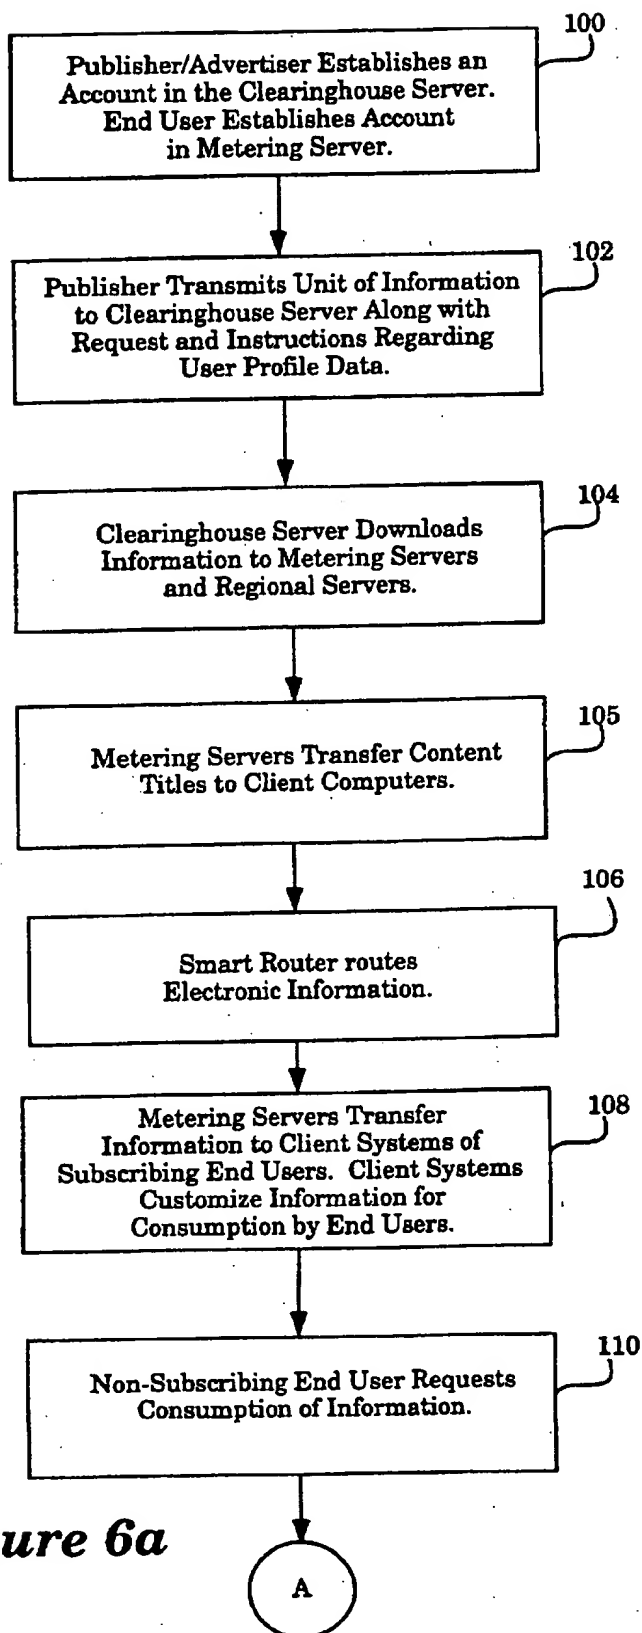 100
Publisher/Advertiser Establishes an
Account in the Clearinghouse Server.
End User Establishes Account
in Metering Server.
102
Publisher Transmits Unit of Information
to Clearinghouse Server Along with
Request and Instructions Regarding
User Profile Data.
104
Clearinghouse Server Downloads
Information to Metering Servers
and Regional Servers.
105
Metering Servers Transfer Content
Titles to Client Computers.
106
Smart Router routes
Electronic Information.
108
Metering Servers Transfer
Information to Client Systems of
Subscribing End Users. Client Systems
Customize Information for
Consumption by End Users.
110
Non-Subscribing End User Requests
Consumption of Information.
ure 6a
A